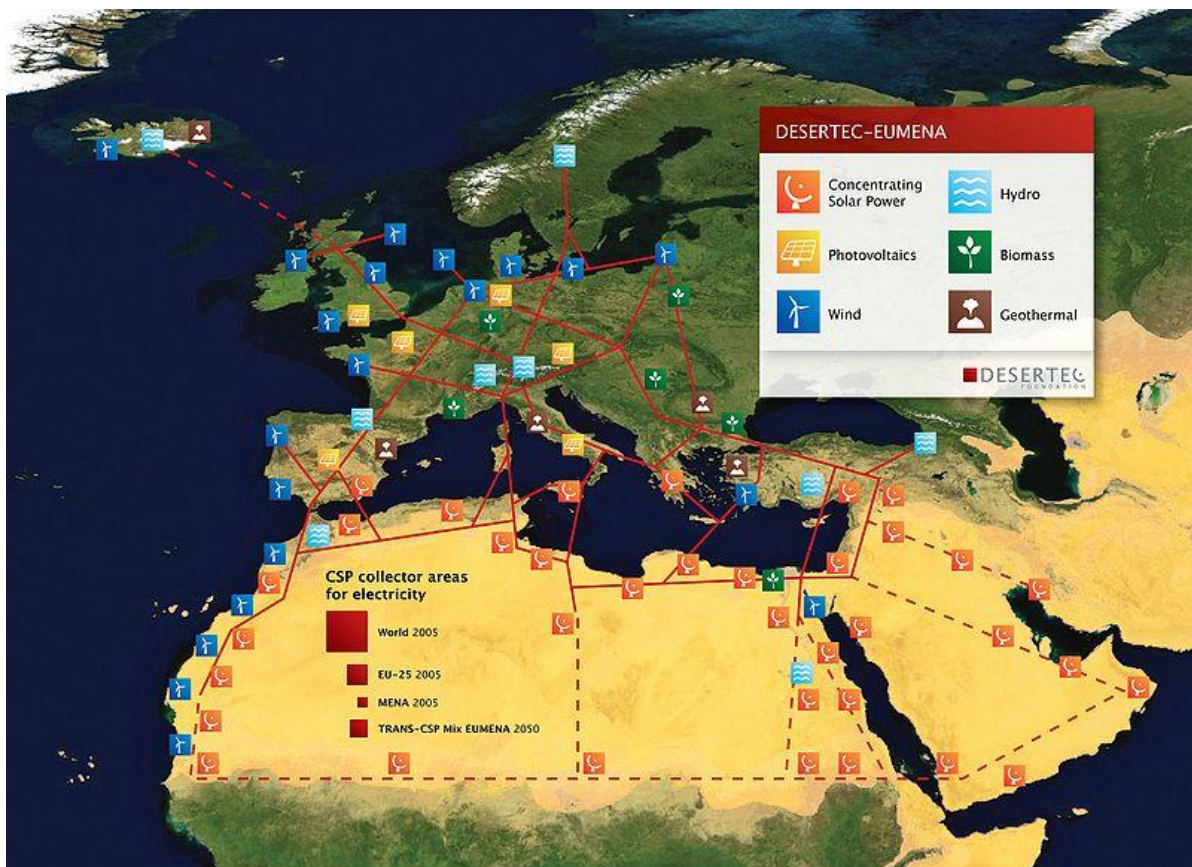 DESERTEC-EUMENA
Concentrating
Solar Power
Hydro
Photovoltaics
Biomass
Wind
Geothermal
DESERTEC
FOUNDATION
CSP collector areas
for electricity
World 2005
EU-25 2005
MENA 2005
TRANS-CSP Mix EUMENA 2050